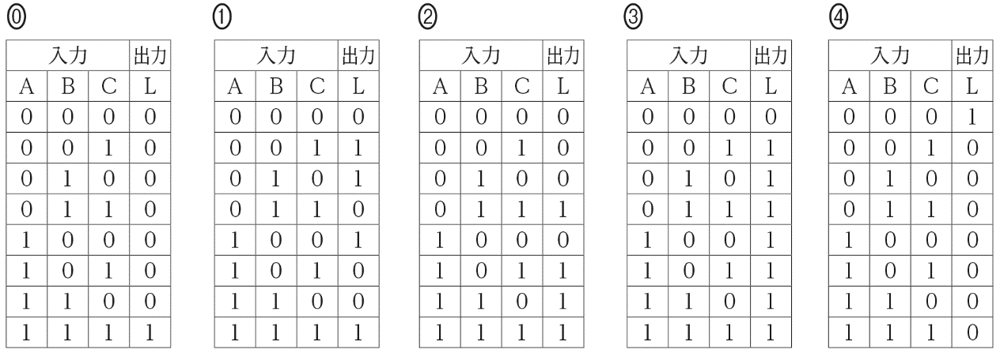 ⓪ ① ② ③ ④
入力 出力 入力 出力 入力 出力 入力 出力 入力 出力
A B C L A B C L A B C L A B C L A B C L
0 0 0 0 0 0 0 0 0 0 0 0 0 0 0 0 0 0 0 1
0 0 1 0 0 0 1 1 0 0 1 0 0 0 1 1 0 0 1 0
0 1 0 0 0 1 0 1 0 1 0 0 0 1 0 1 0 1 0 0
0 1 1 0 0 1 1 0 0 1 1 1 0 1 1 1 0 1 1 0
1 0 0 0 1 0 0 1 1 0 0 0 1 0 0 1 1 0 0 0
1 0 1 0 1 0 1 0 1 0 1 1 1 0 1 1 1 0 1 0
1 1 0 0 1 1 0 0 1 1 0 1 1 1 0 1 1 1 0 0
1 1 1 1 1 1 1 1 1 1 1 1 1 1 1 1 1 1 1 0